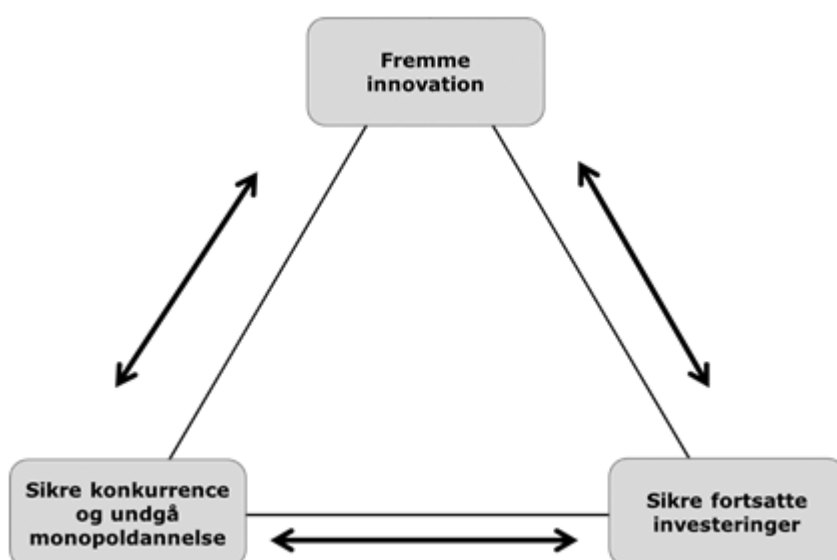 Fremme
innovation
Sikre konkurrence
og undgå
monopoldannelse
Sikre fortsatte
investeringer